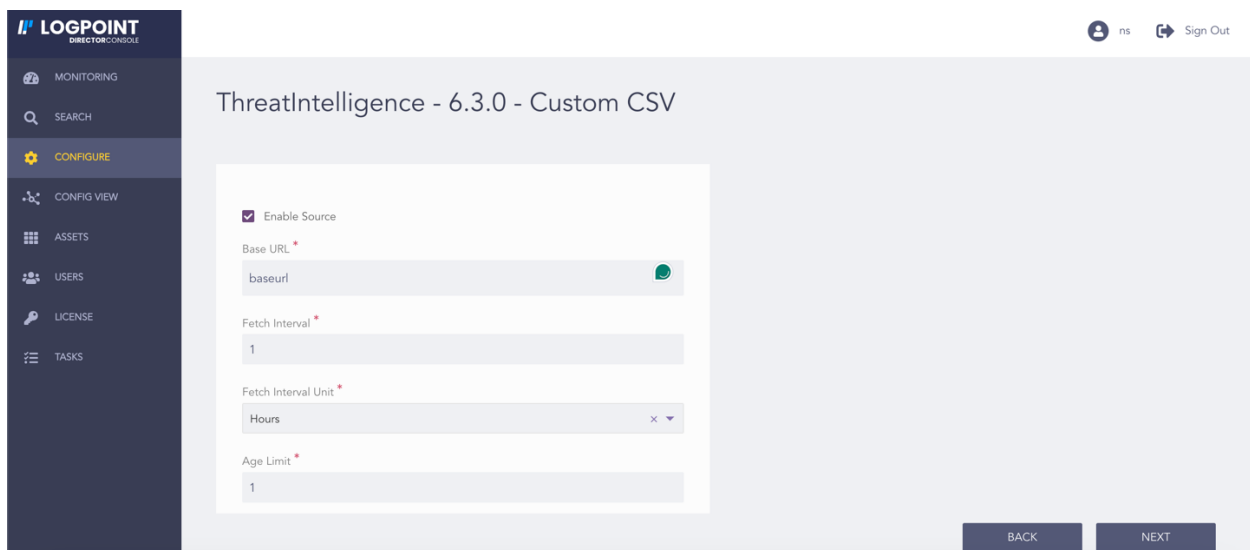 LOGPOINT
DIRECTORCONSOLE
ns
Sign Out
MONITORING
SEARCH
CONFIGURE
CONFIG VIEW
ASSETS
USERS
LICENSE
TASKS
ThreatIntelligence - 6.3.0 - Custom CSV
Enable Source
Base URL *
baseurl
Fetch Interval *
1
Fetch Interval Unit *
Hours
Age Limit *
1
BACK
NEXT